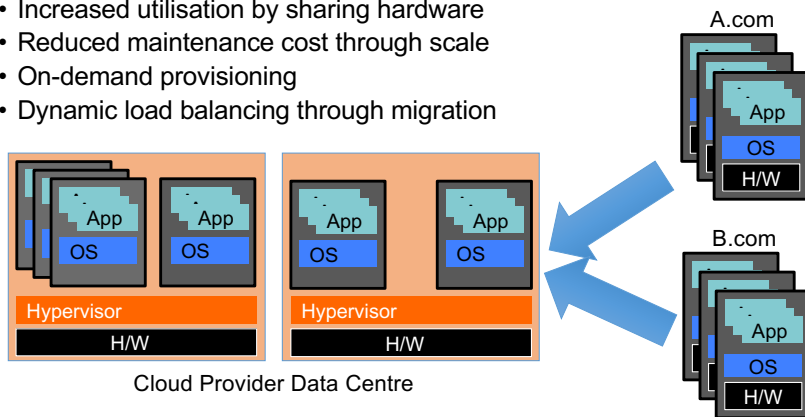 • Increased utilisation by sharing hardware
• Reduced maintenance cost through scale
• On-demand provisioning
• Dynamic load balancing through migration
A.com
App
OS
H/W
App
OS
App
OS
Hypervisor
H/W
App
OS
App
OS
Hypervisor
H/W
Cloud Provider Data Centre
B.com
App
OS
H/W